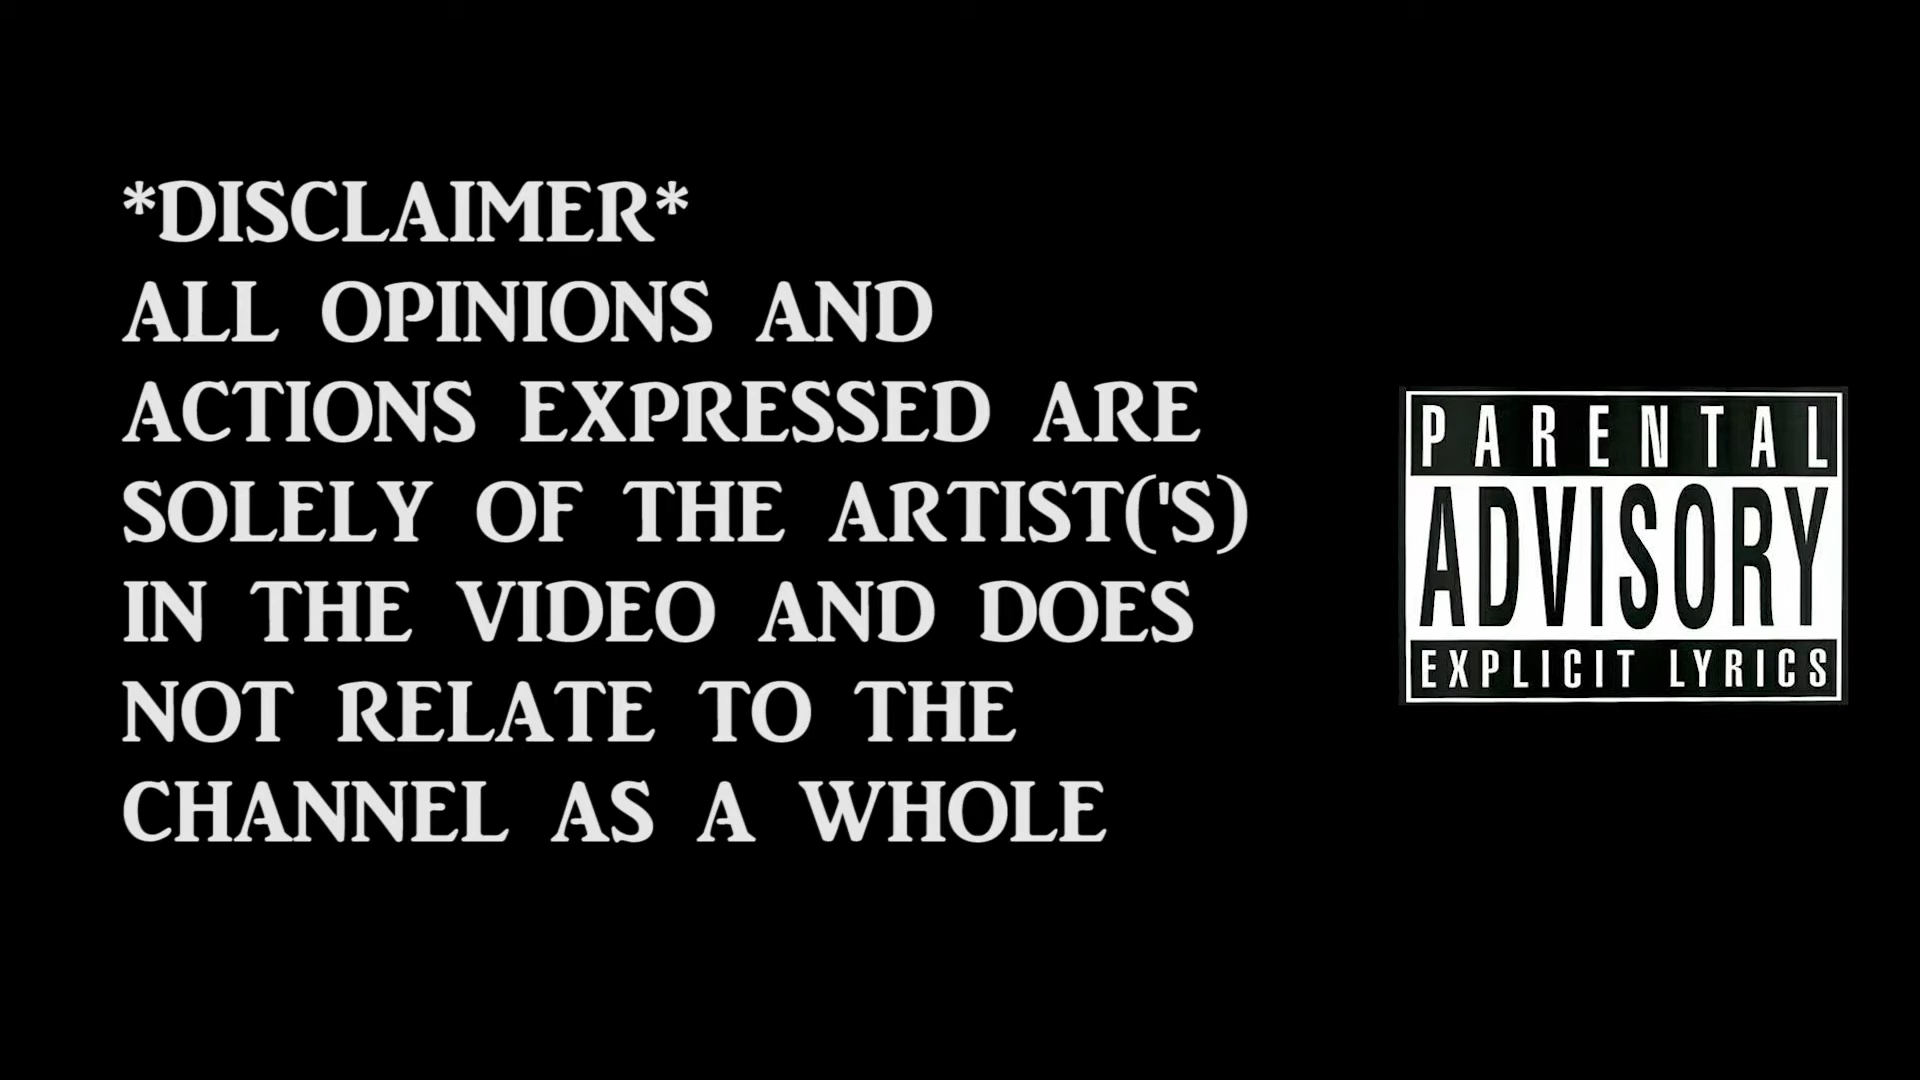 *DISCLAIMER*
ALL OPINIONS AND
ACTIONS EXPRESSED ARE
SOLELY OF THE ARTIST('S)
IN THE VIDEO AND DOES
NOT RELATE TO THE
CHANNEL AS A WHOLE
PARENTAL
ADVISORY
EXPLICIT LYRICS